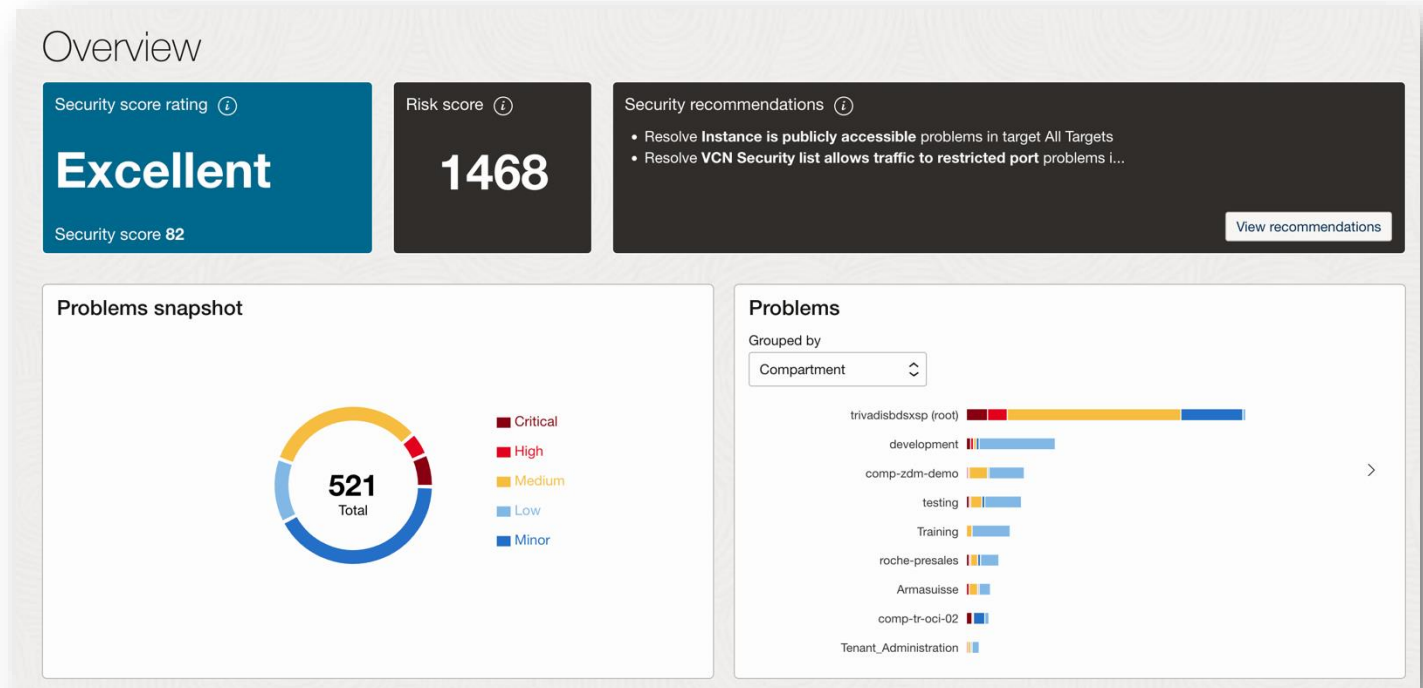 Overview
Security score rating
Excellent
Security score 82
Risk score
1468
Security recommendations
• Resolve Instance is publicly accessible problems in target All Targets
• Resolve VCN Security list allows traffic to restricted port problems i...
View recommendations
Problems snapshot
521
Total
Critical
High
Medium
Low
Minor
Problems
Grouped by
Compartment
trivadisbdsxsp (root)
development
comp-zdm-demo
testing
Training
roche-presales
Armasuisse
comp-tr-oci-02
Tenant_Administration